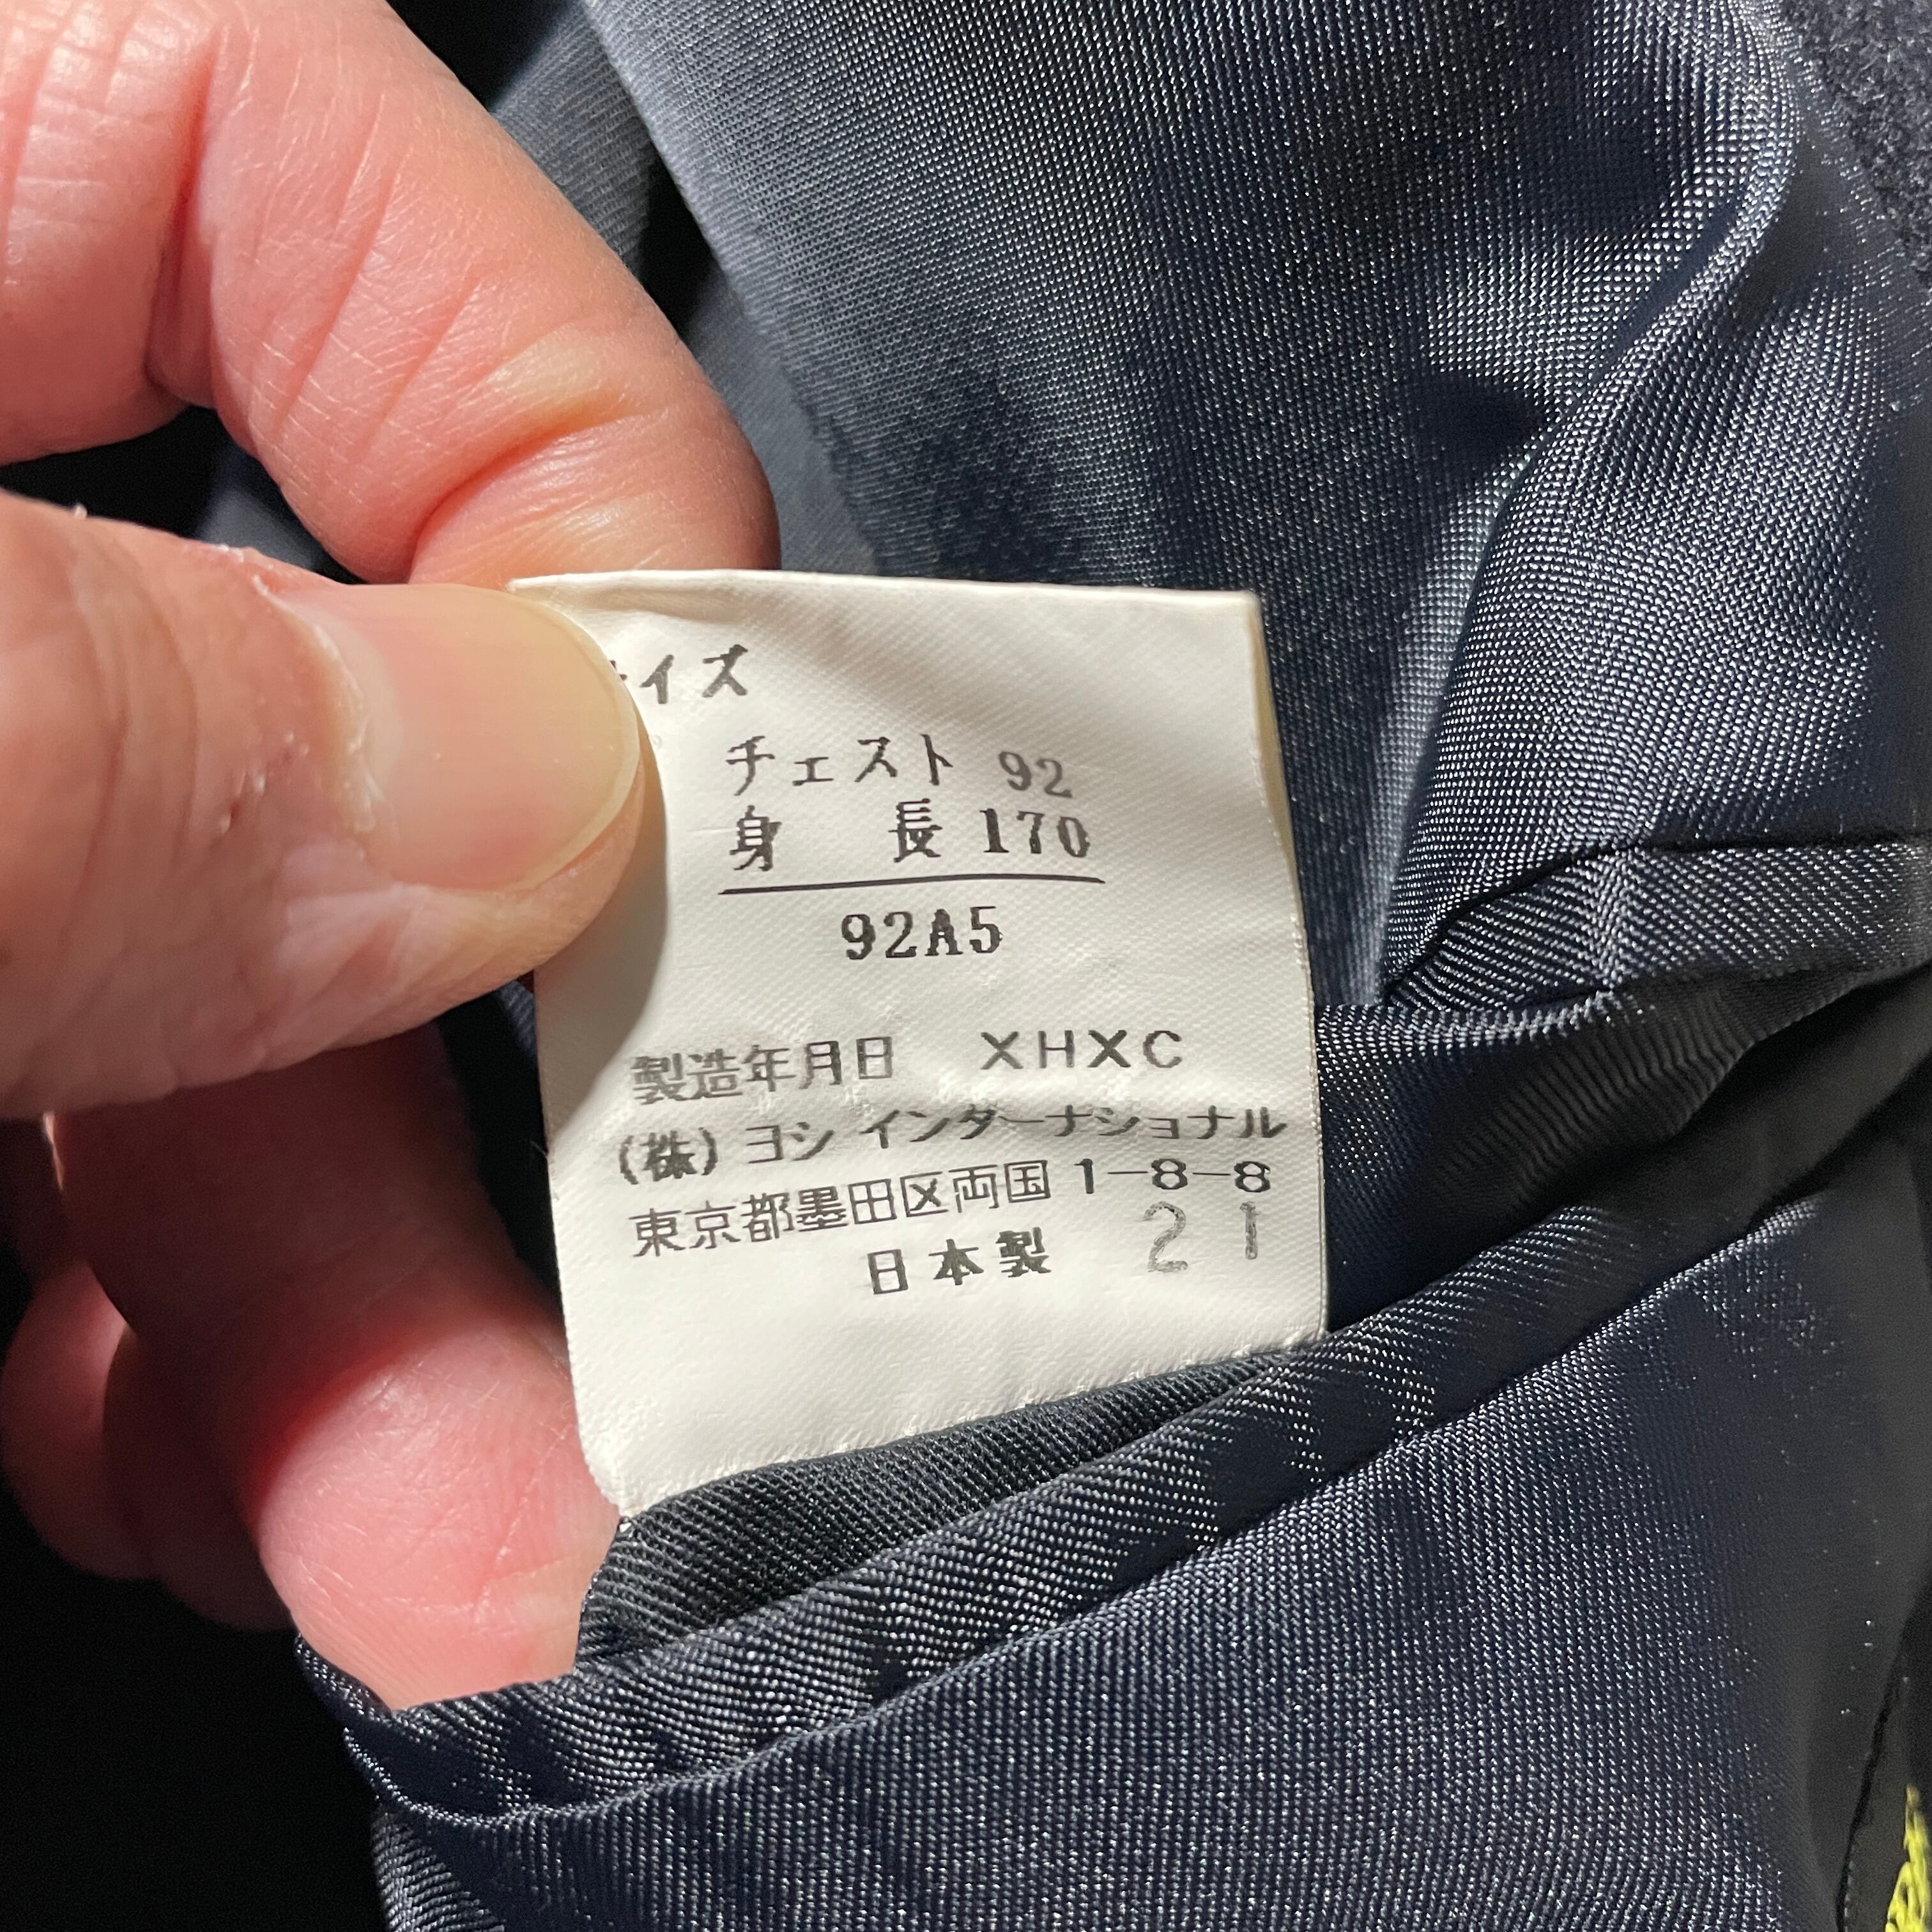 サイズ
チェスト 92
身 長 170
92A5
製造年月日 XHXC
(株) ヨシ インターナショナル
東京都墨田区両国 1-8-8
日本製 21